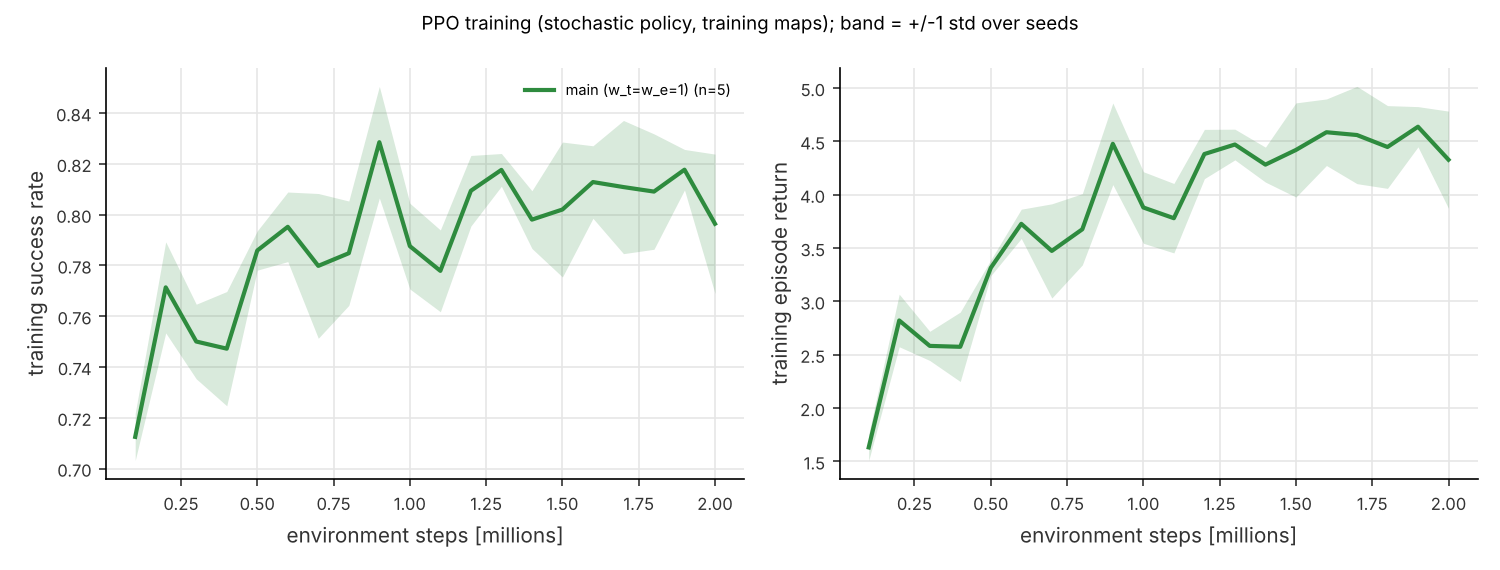 PPO training (stochastic policy, training maps); band = +/-1 std over seeds
main (w_t=w_e=1) (n=5)
training success rate
0.84
0.82
0.80
0.78
0.76
0.74
0.72
0.70
0.25 0.50 0.75 1.00 1.25 1.50 1.75 2.00
environment steps [millions]
training episode return
5.0
4.5
4.0
3.5
3.0
2.5
2.0
1.5
0.25 0.50 0.75 1.00 1.25 1.50 1.75 2.00
environment steps [millions]